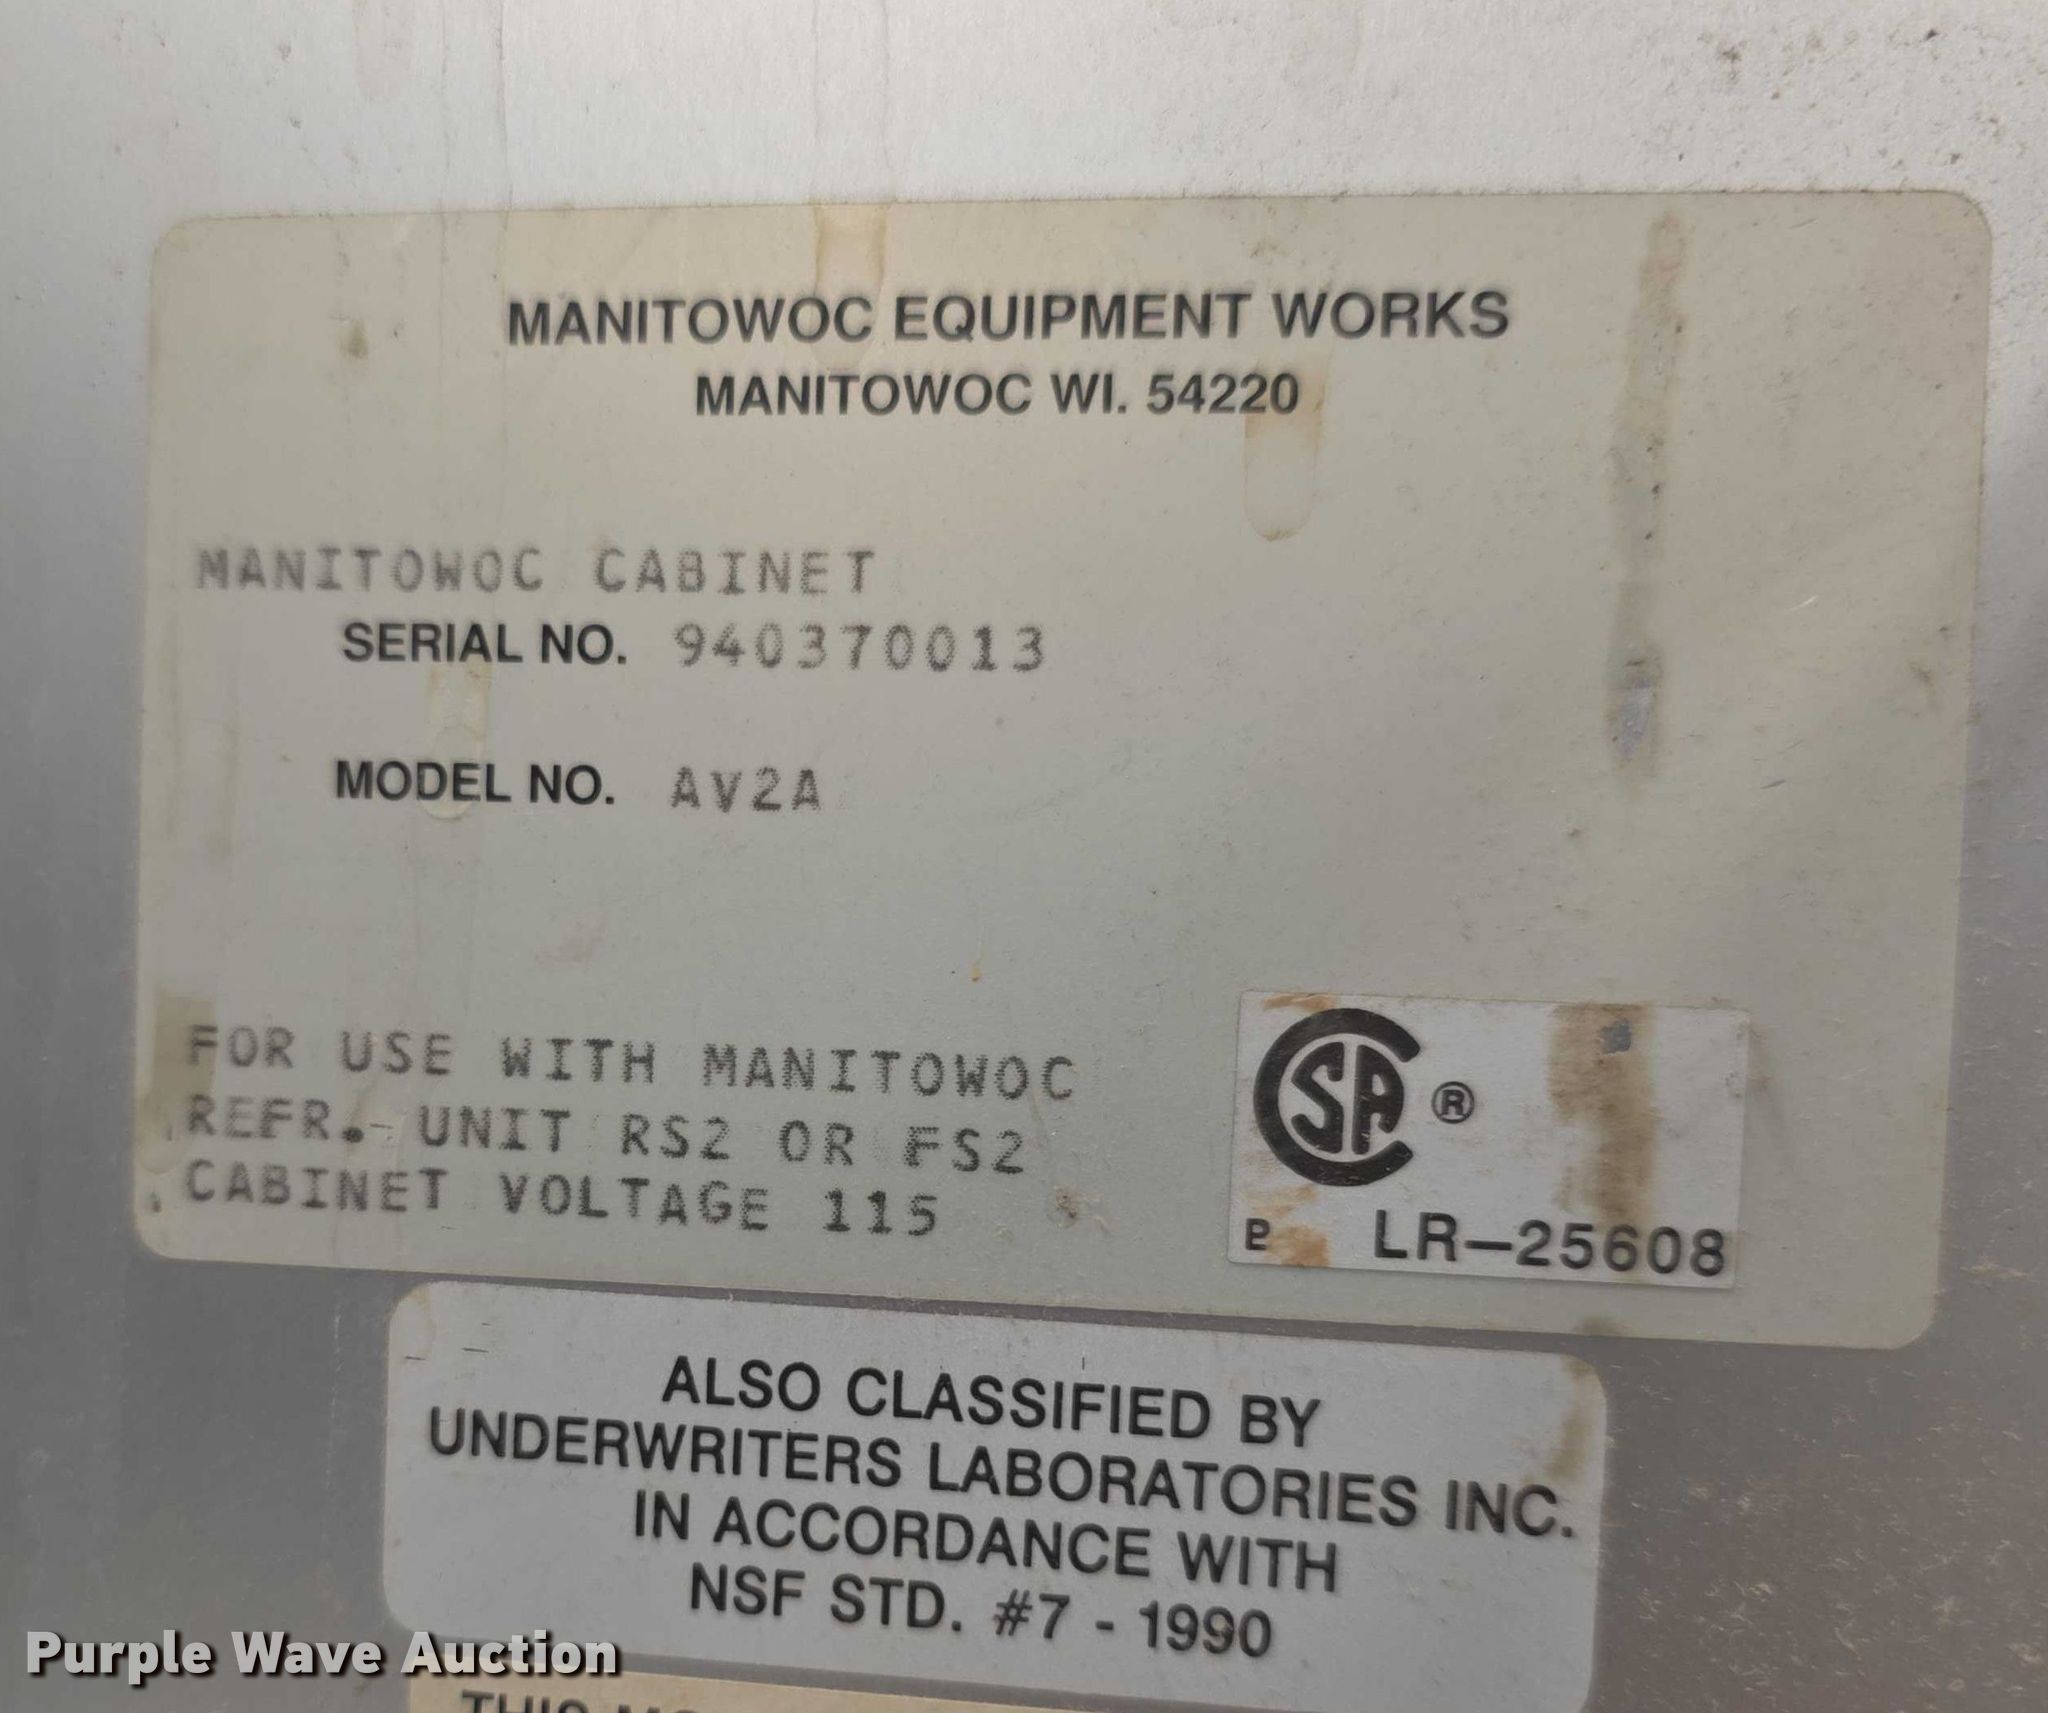 MANITOWOC EQUIPMENT WORKS
MANITOWOC WI. 54220
MANITOWOC CABINET
SERIAL NO. 940370013
MODEL NO. AV2A
FOR USE WITH MANITOWOC
REFR. UNIT RS2 OR FS2
CABINET VOLTAGE 115
SA ®
B LR-25608
ALSO CLASSIFIED BY
UNDERWRITERS LABORATORIES INC.
IN ACCORDANCE WITH
NSF STD. #7 - 1990
Purple Wave Auction
THIS